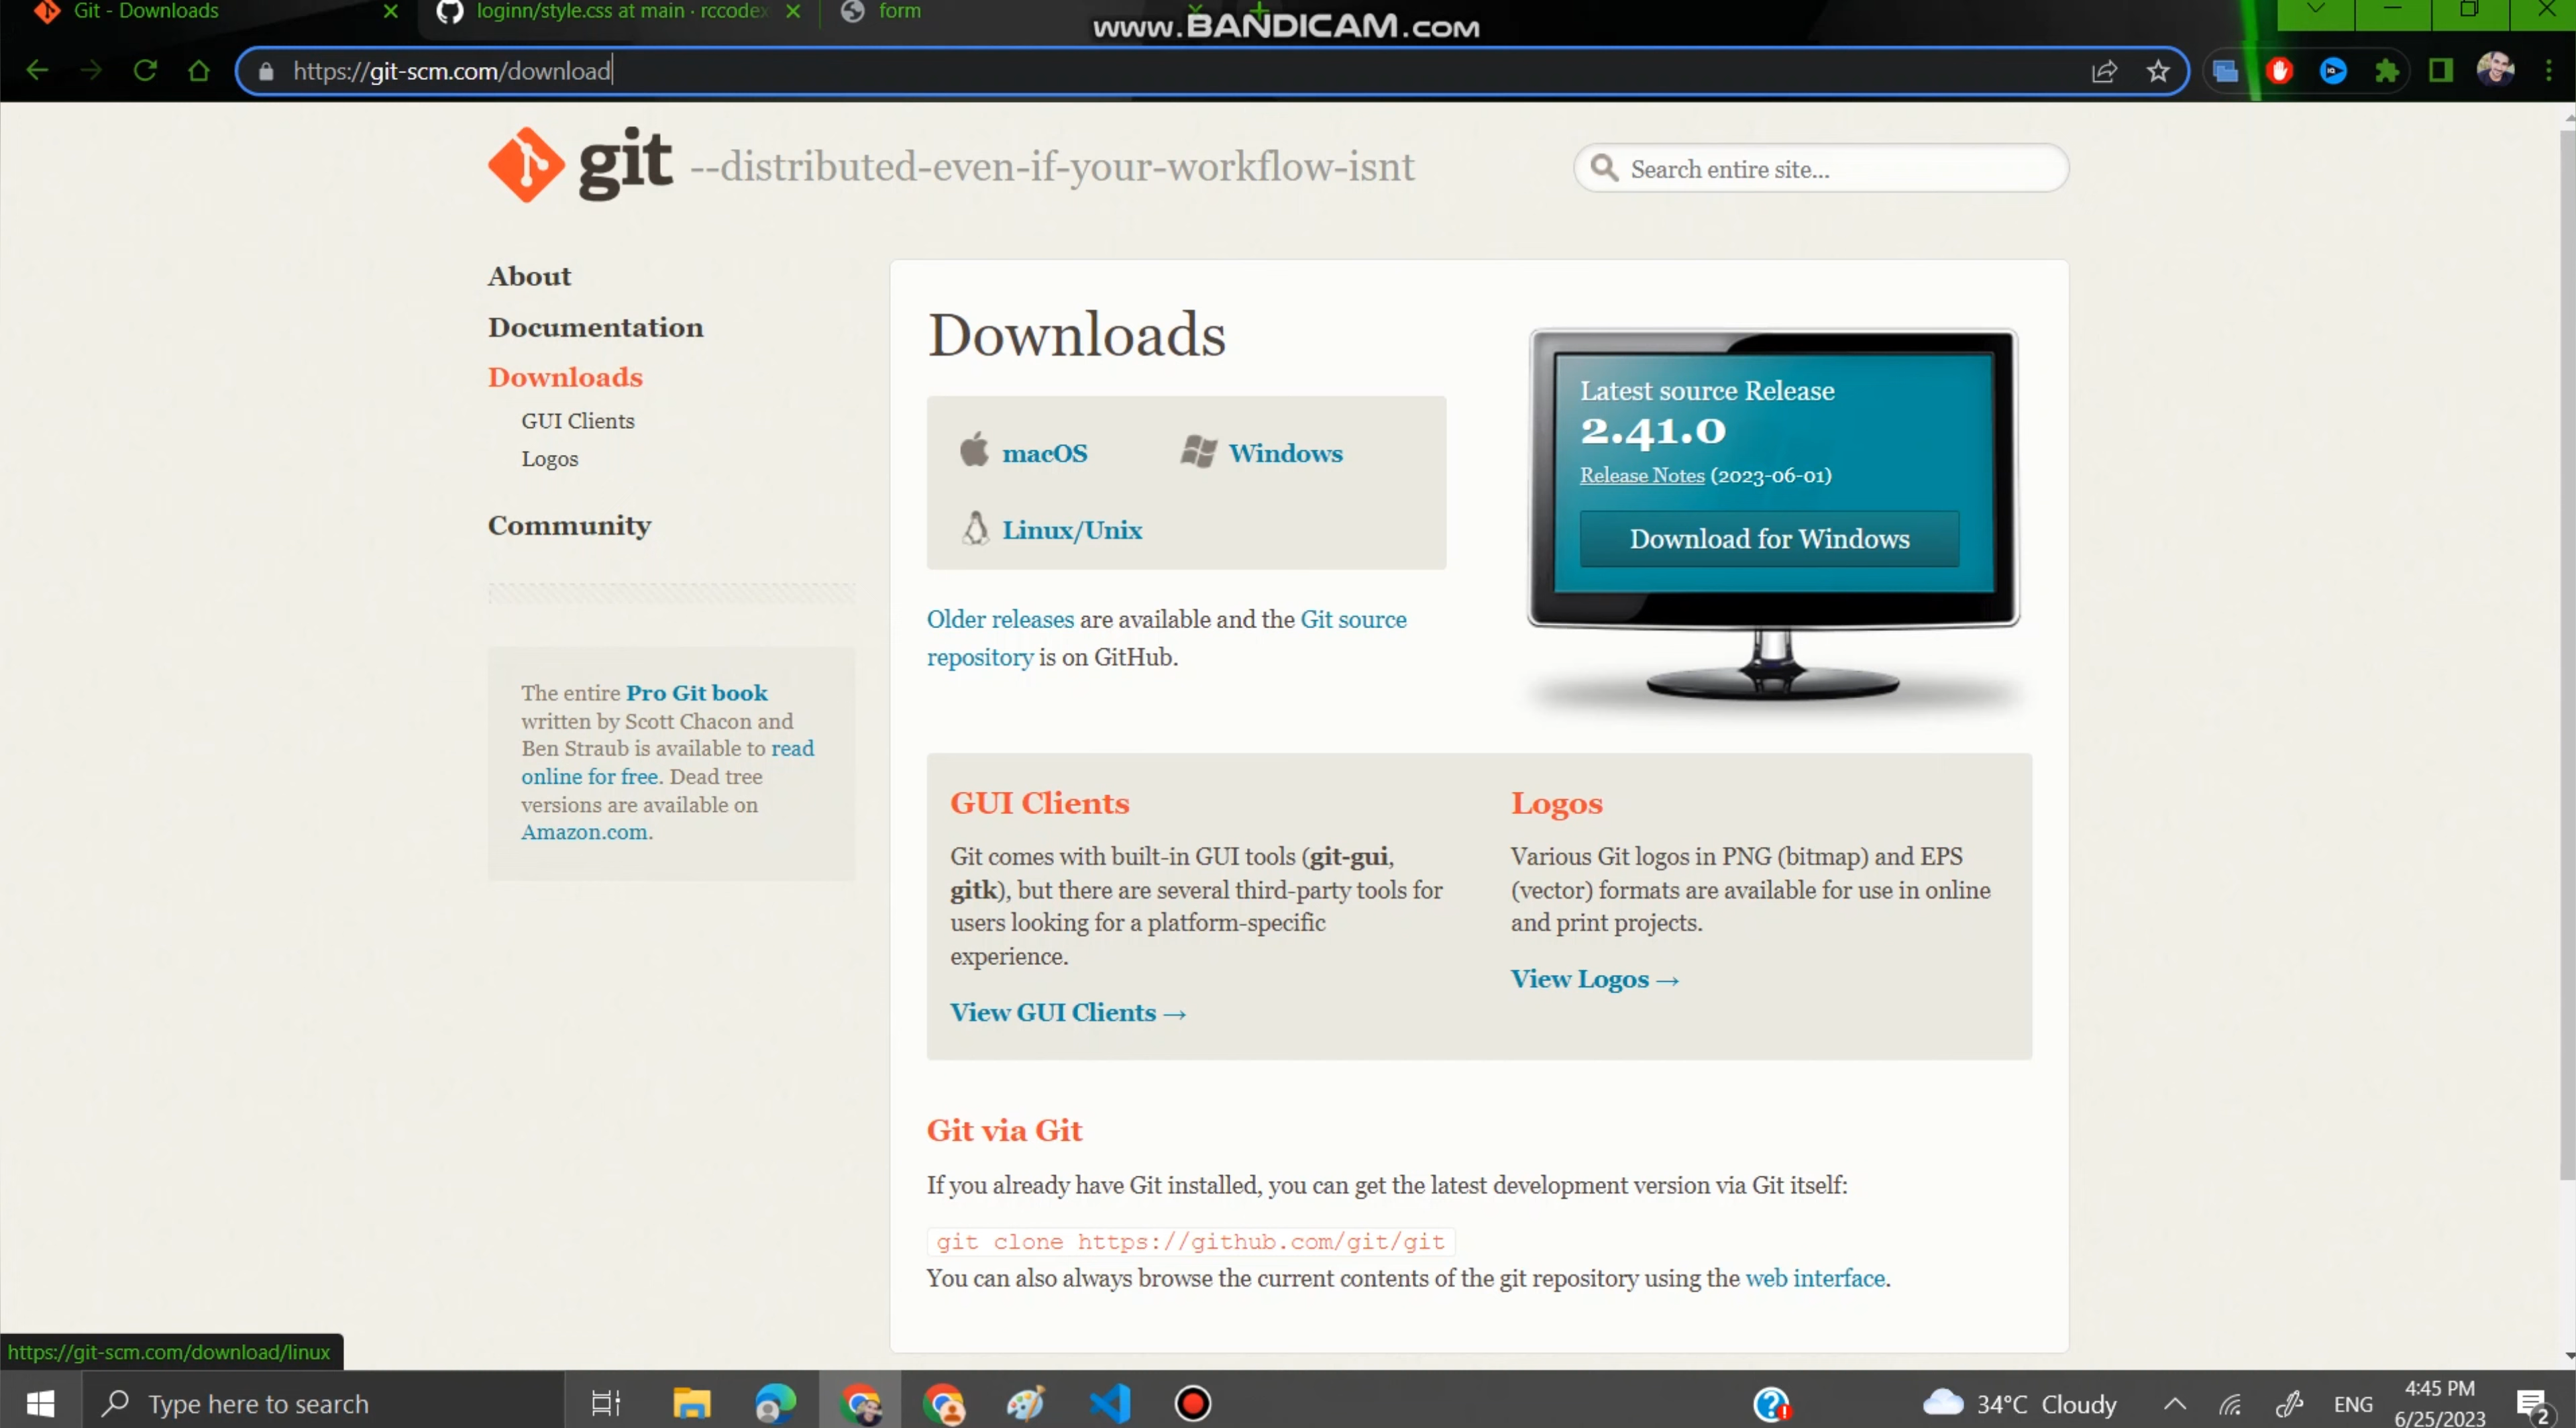 Git - Downloads
loginn/style.css at main · rccodex
form
www.BANDICAM.com
https://git-scm.com/download
git --distributed-even-if-your-workflow-isnt
Search entire site...
About
Documentation
Downloads
GUI Clients
Logos
Community
The entire Pro Git book
written by Scott Chacon and
Ben Straub is available to read
online for free. Dead tree
versions are available on
Amazon.com.
Downloads
macOS
Windows
Linux/Unix
Older releases are available and the Git source
repository is on GitHub.
Latest source Release
2.41.0
Release Notes (2023-06-01)
Download for Windows
GUI Clients
Git comes with built-in GUI tools (git-gui,
gitk), but there are several third-party tools for
users looking for a platform-specific
experience.
View GUI Clients →
Logos
Various Git logos in PNG (bitmap) and EPS
(vector) formats are available for use in online
and print projects.
View Logos →
Git via Git
If you already have Git installed, you can get the latest development version via Git itself:
git clone https://github.com/git/git
You can also always browse the current contents of the git repository using the web interface.
https://git-scm.com/download/linux
Type here to search
34°C Cloudy
ENG
4:45 PM
6/25/2023
2